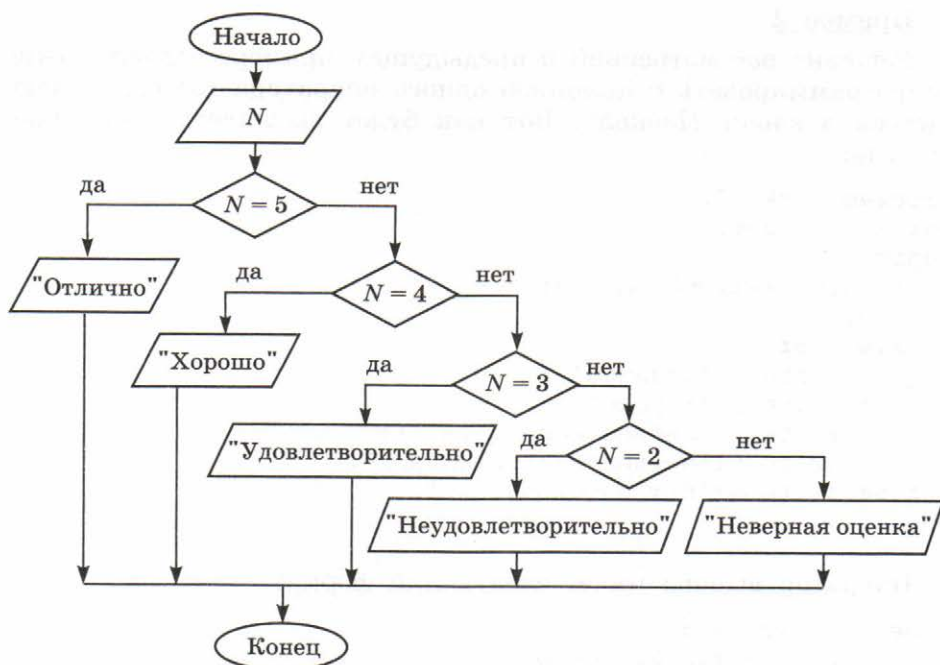 Начало
N
да
N = 5
нет
"Отлично"
да
N = 4
нет
"Хорошо"
да
N = 3
нет
"Удовлетворительно"
да
N = 2
нет
"Неудовлетворительно"
"Неверная оценка"
Конец